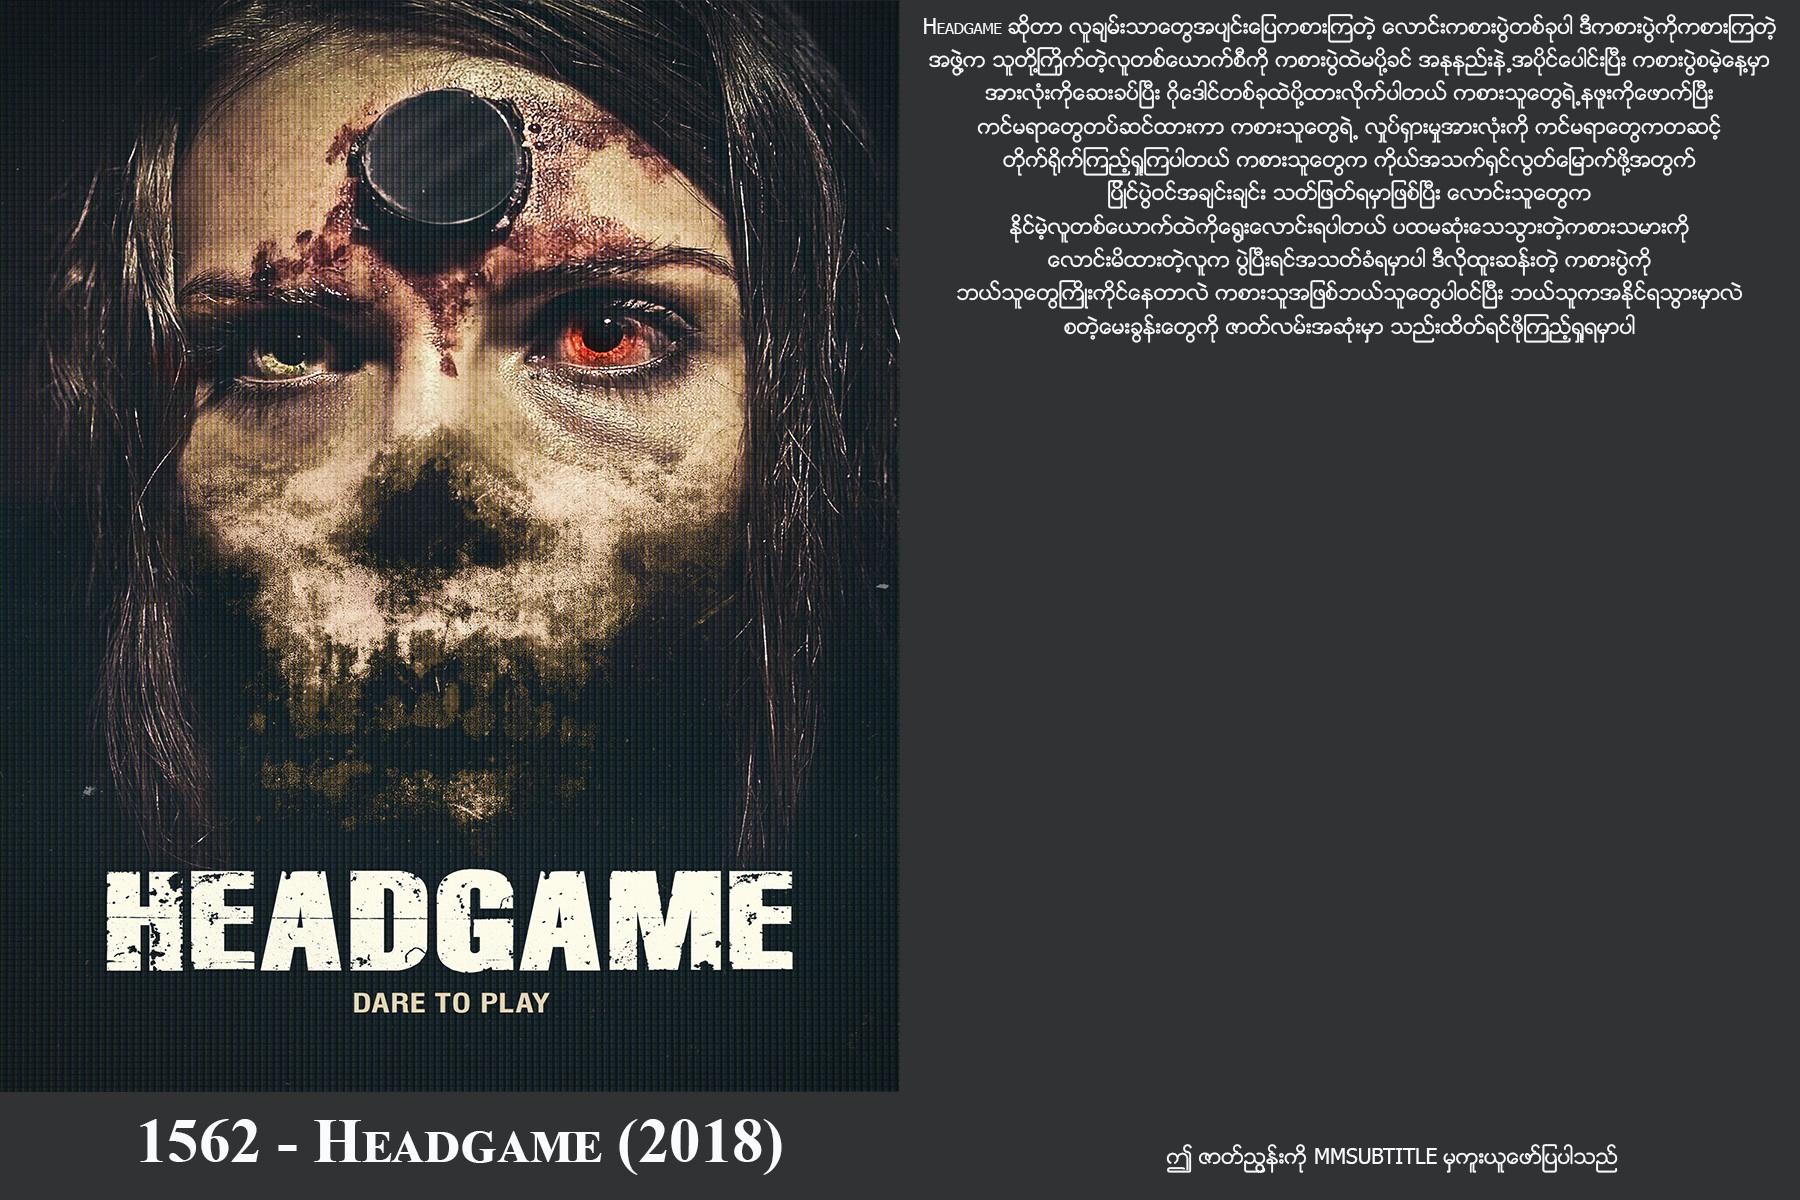 HEADGAME
DARE TO PLAY
1562 - Headgame (2018)
Headgame ဆိုတာ လူချမ်းသာတွေအပျင်းပြေကစားကြတဲ့ လောင်းကစားပွဲတစ်ခုပါ ဒီကစားပွဲကိုကစားကြတဲ့
အဖွဲ့က သူတို့ကြိုက်တဲ့လူတစ်ယောက်စီကို ကစားပွဲထဲမပို့ခင် အနုနည်းနဲ့ အပိုင်ပေါင်းပြီး ကစားပွဲစမဲ့နေ့မှာ
အားလုံးကိုဆေးခပ်ပြီး ဂိုဒေါင်တစ်ခုထဲပို့ထားလိုက်ပါတယ် ကစားသူတွေရဲ့ နဖူးကိုဖောက်ပြီး
ကင်မရာတွေတပ်ဆင်ထားကာ ကစားသူတွေရဲ့ လှုပ်ရှားမှုအားလုံးကို ကင်မရာတွေကတဆင့်
တိုက်ရိုက်ကြည့်ရှုကြပါတယ် ကစားသူတွေက ကိုယ်အသက်ရှင်လွတ်မြောက်ဖို့အတွက်
ပြိုင်ပွဲဝင်အချင်းချင်း သတ်ဖြတ်ရမှာဖြစ်ပြီး လောင်းသူတွေက
နိုင်မဲ့လူတစ်ယောက်ထဲကိုရွေးလောင်းရပါတယ် ပထမဆုံးသေသွားတဲ့ကစားသမားကို
လောင်းမိထားတဲ့လူက ပွဲပြီးရင်အသတ်ခံရမှာပါ ဒီလိုထူးဆန်းတဲ့ ကစားပွဲကို
ဘယ်သူတွေကြိုးကိုင်နေတာလဲ ကစားသူအဖြစ်ဘယ်သူတွေပါဝင်ပြီး ဘယ်သူကအနိုင်ရသွားမှာလဲ
စတဲ့မေးခွန်းတွေကို ဇာတ်လမ်းအဆုံးမှာ သည်းထိတ်ရင်ဖိုကြည့်ရှုရမှာပါ
ဤ ဇာတ်ညွှန်းကို MMSUBTITLE မှကူးယူဖော်ပြပါသည်